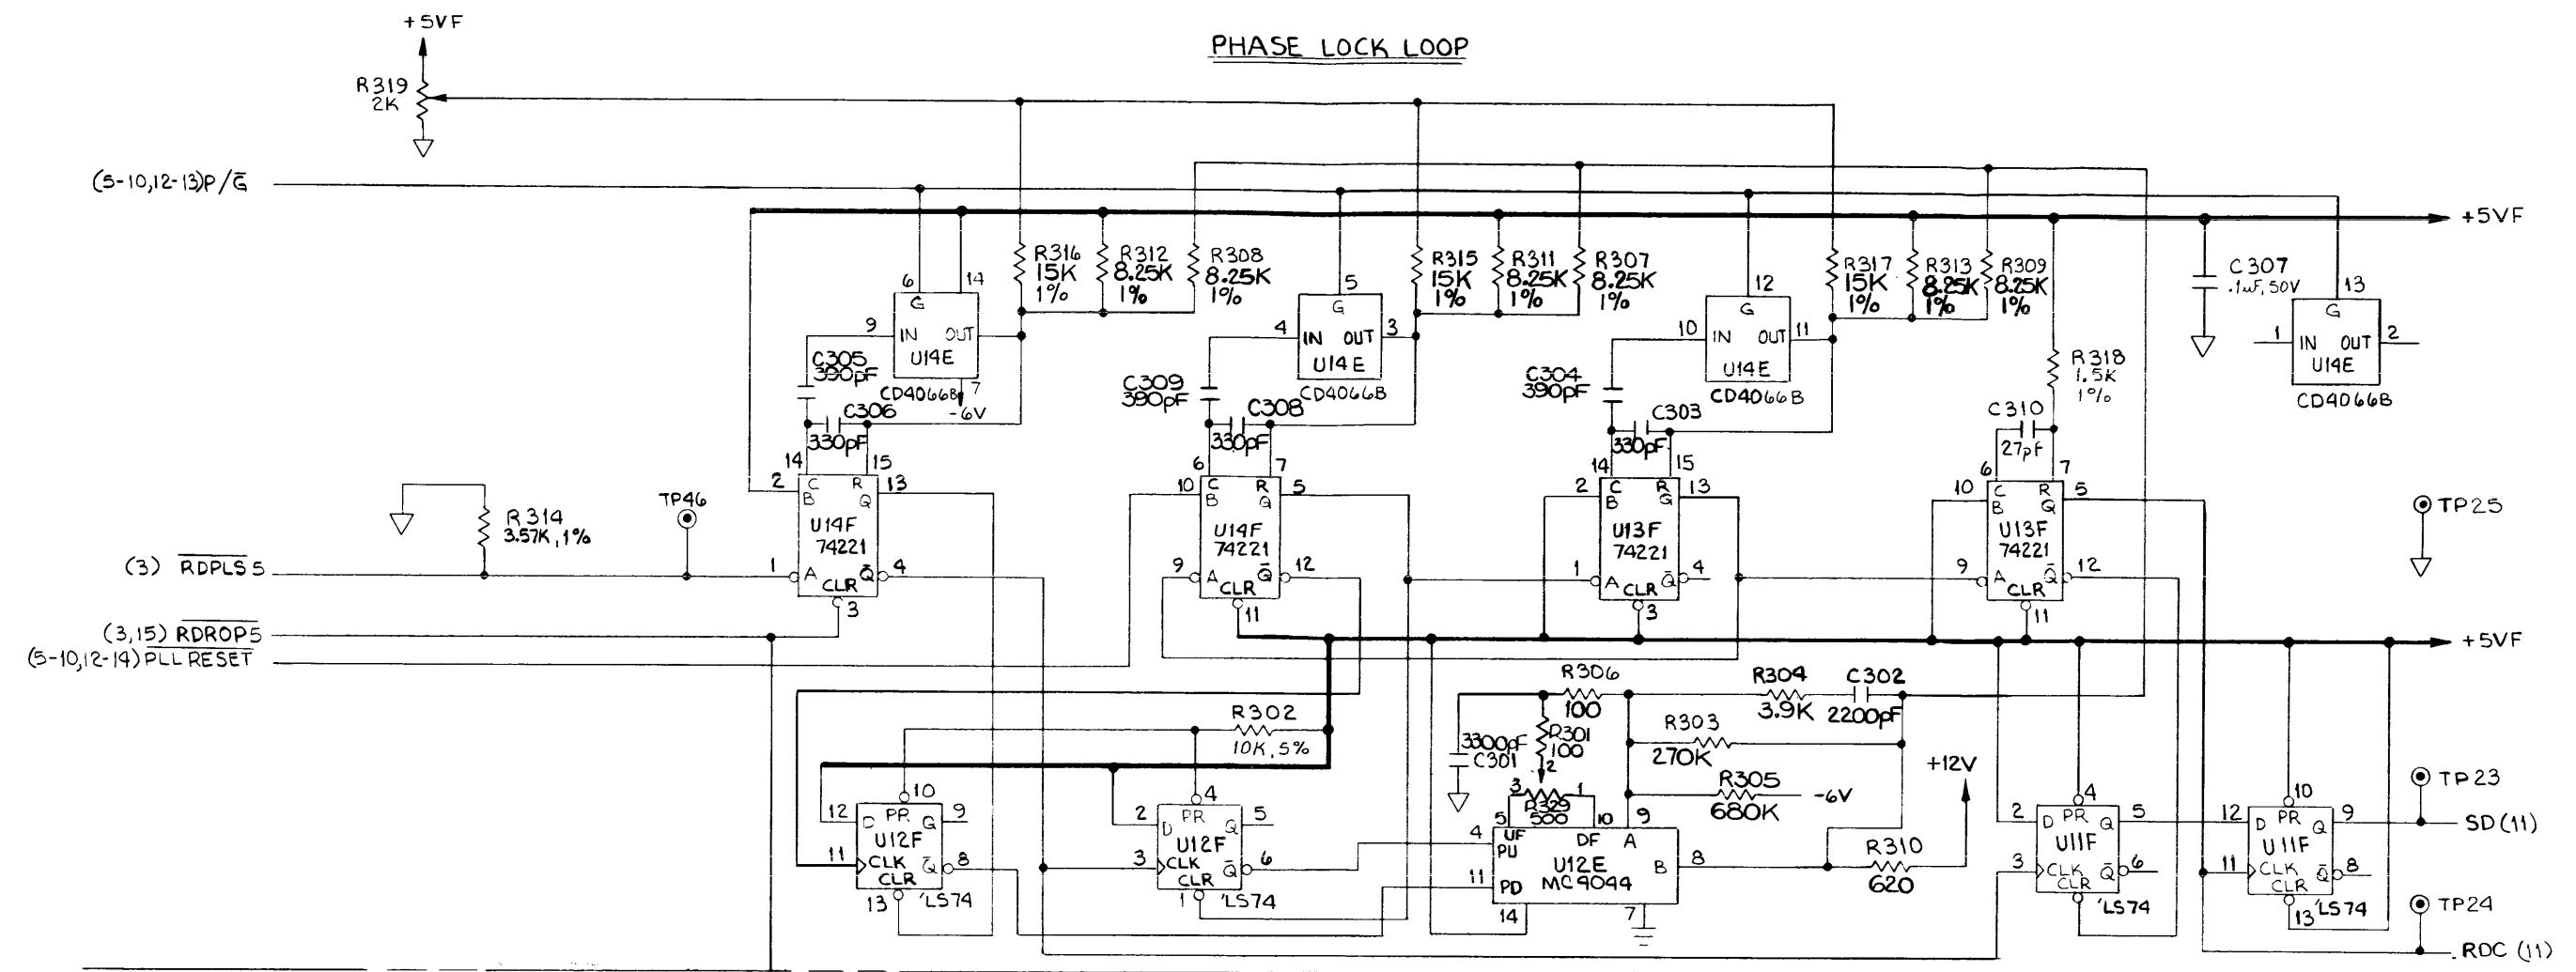 PHASE LOCK LOOP
+5VF
R319
2K
(5-10,12-13)P/G̅
+5VF
R316
15K
1%
R312
8.25K
1%
R308
8.25K
1%
R315
15K
1%
R311
8.25K
1%
R307
8.25K
1%
R317
15K
1%
R313
8.25K
1%
R309
8.25K
1%
C307
.1uF, 50V
6
14
G
9
IN OUT
U14E
7
CD4066B
-6V
5
G
4
IN OUT
3
U14E
CD4066B
12
G
10
IN OUT
11
U14E
CD4066B
13
G
1
IN OUT
2
U14E
CD4066B
C305
390pF
C306
330pF
C309
390pF
C308
330pF
C304
390pF
C303
330pF
R318
1.5K
1%
C310
27pf
R314
3.57K, 1%
TP46
14
15
2
C R
B Q
13
U14F
74221
1
A Q̅
4
CLR
3
6
7
10
C R
B Q
5
U14F
74221
9
A Q̅
12
CLR
11
14
15
2
C R
B Q
13
U13F
74221
1
A Q̅
4
CLR
3
6
7
10
C R
B Q
5
U13F
74221
9
A Q̅
12
CLR
11
TP25
(3) RDPLS5
(3,15) RDROP5
(5-10,12-14) PLL RESET
+5VF
R306
100
R304
3.9K
C302
2200pF
R302
10K, 5%
3300pF
C301
R301
100
R303
270K
R305
680K
-6V
+12V
3
2
1
R329
500
10
12
D PR Q
9
U12F
11
CLK
CLR Q̅
8
13
'LS74
4
2
D PR Q
5
U12F
3
CLK
CLR Q̅
6
1
'LS74
5
10
9
4
UF DF A
PU
U12E
MC4044
B
8
11
PD
14
7
R310
620
4
2
D PR Q
5
U11F
3
CLK
CLR Q̅
6
'LS74
10
12
D PR Q
9
U11F
11
CLK
CLR Q̅
8
13
'LS74
TP23
SD (11)
TP24
RDC (11)